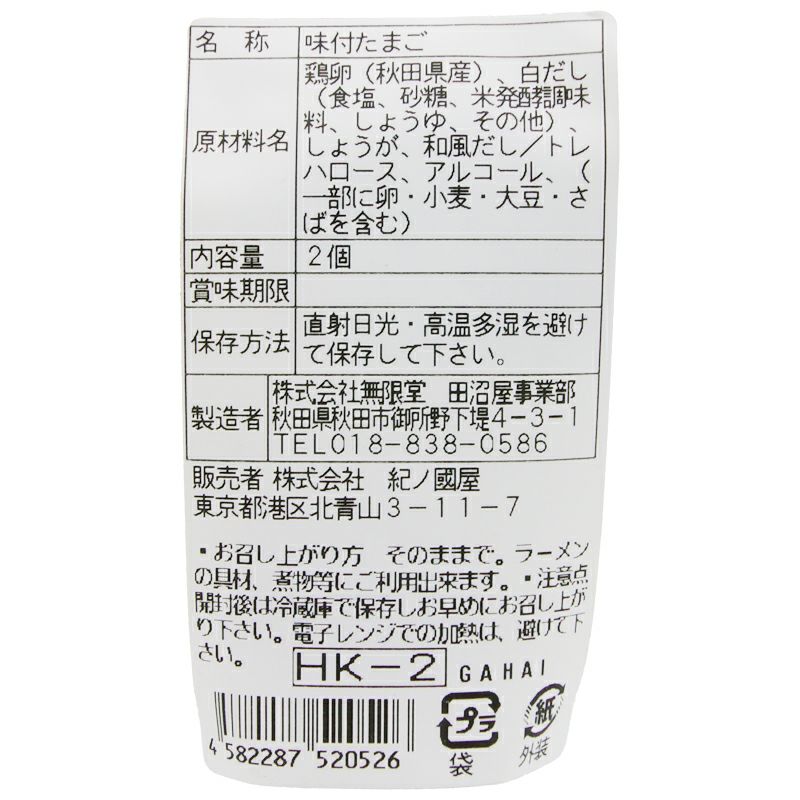 名称 味付たまご
原材料名 鶏卵（秋田県産）、白だし
（食塩、砂糖、米発酵調味
料、しょうゆ、その他）、
しょうが、和風だし／トレ
ハロース、アルコール、（
一部に卵・小麦・大豆・さ
ばを含む）
内容量 2個
賞味期限
保存方法 直射日光・高温多湿を避け
て保存して下さい。
製造者 株式会社無限堂 田沼屋事業部
秋田県秋田市御所野下堤4－3－1
TEL018－838－0586
販売者 株式会社 紀ノ國屋
東京都港区北青山3－11－7
・お召し上がり方 そのままで。ラーメン
の具材、煮物等にご利用出来ます。・注意点
開封後は冷蔵庫で保存しお早めにお召し上が
り下さい。電子レンジでの加熱は、避けて下
さい。
HK－2 GAHAI
4 582287 520526
プラ
袋
紙
外装